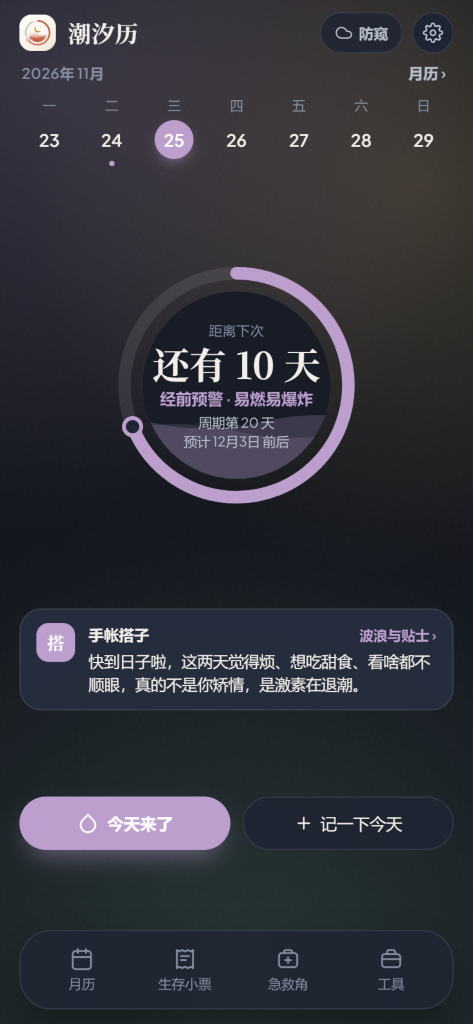 潮汐历
防窥
2026年11月
月历 ›
一 二 三 四 五 六 日
23 24 25 26 27 28 29
距离下次
还有 10 天
经前预警 · 易燃易爆炸
周期第 20 天
预计 12月3日 前后
搭
手帐搭子
波浪与贴士 ›
快到日子啦，这两天觉得烦、想吃甜食、看啥都不
顺眼，真的不是你矫情，是激素在退潮。
今天来了
记一下今天
月历
生存小票
急救角
工具